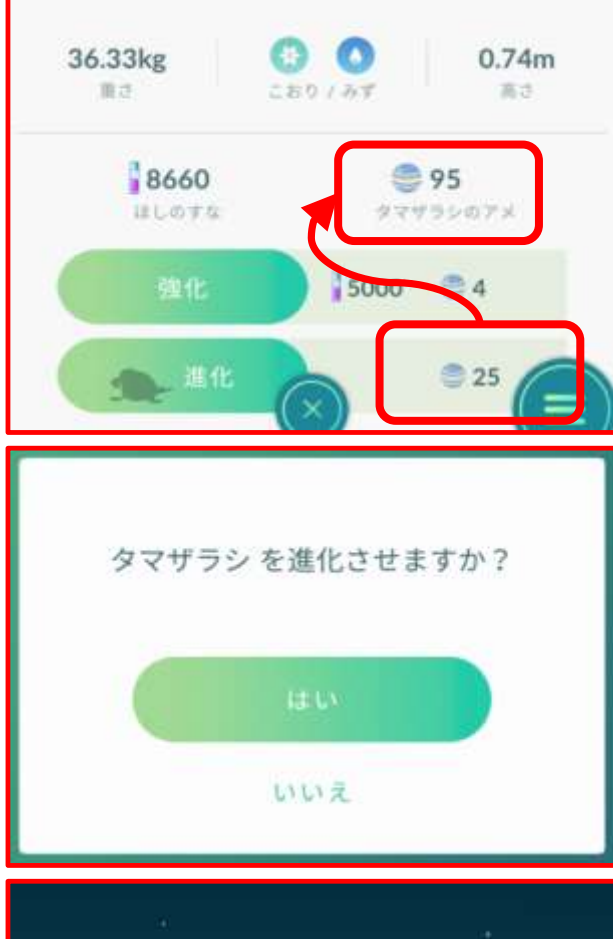 36.33kg
重さ
こおり / みず
0.74m
高さ
8660
ほしのすな
95
タマザラシのアメ
強化
5000
4
進化
25
タマザラシ を進化させますか？
はい
いいえ